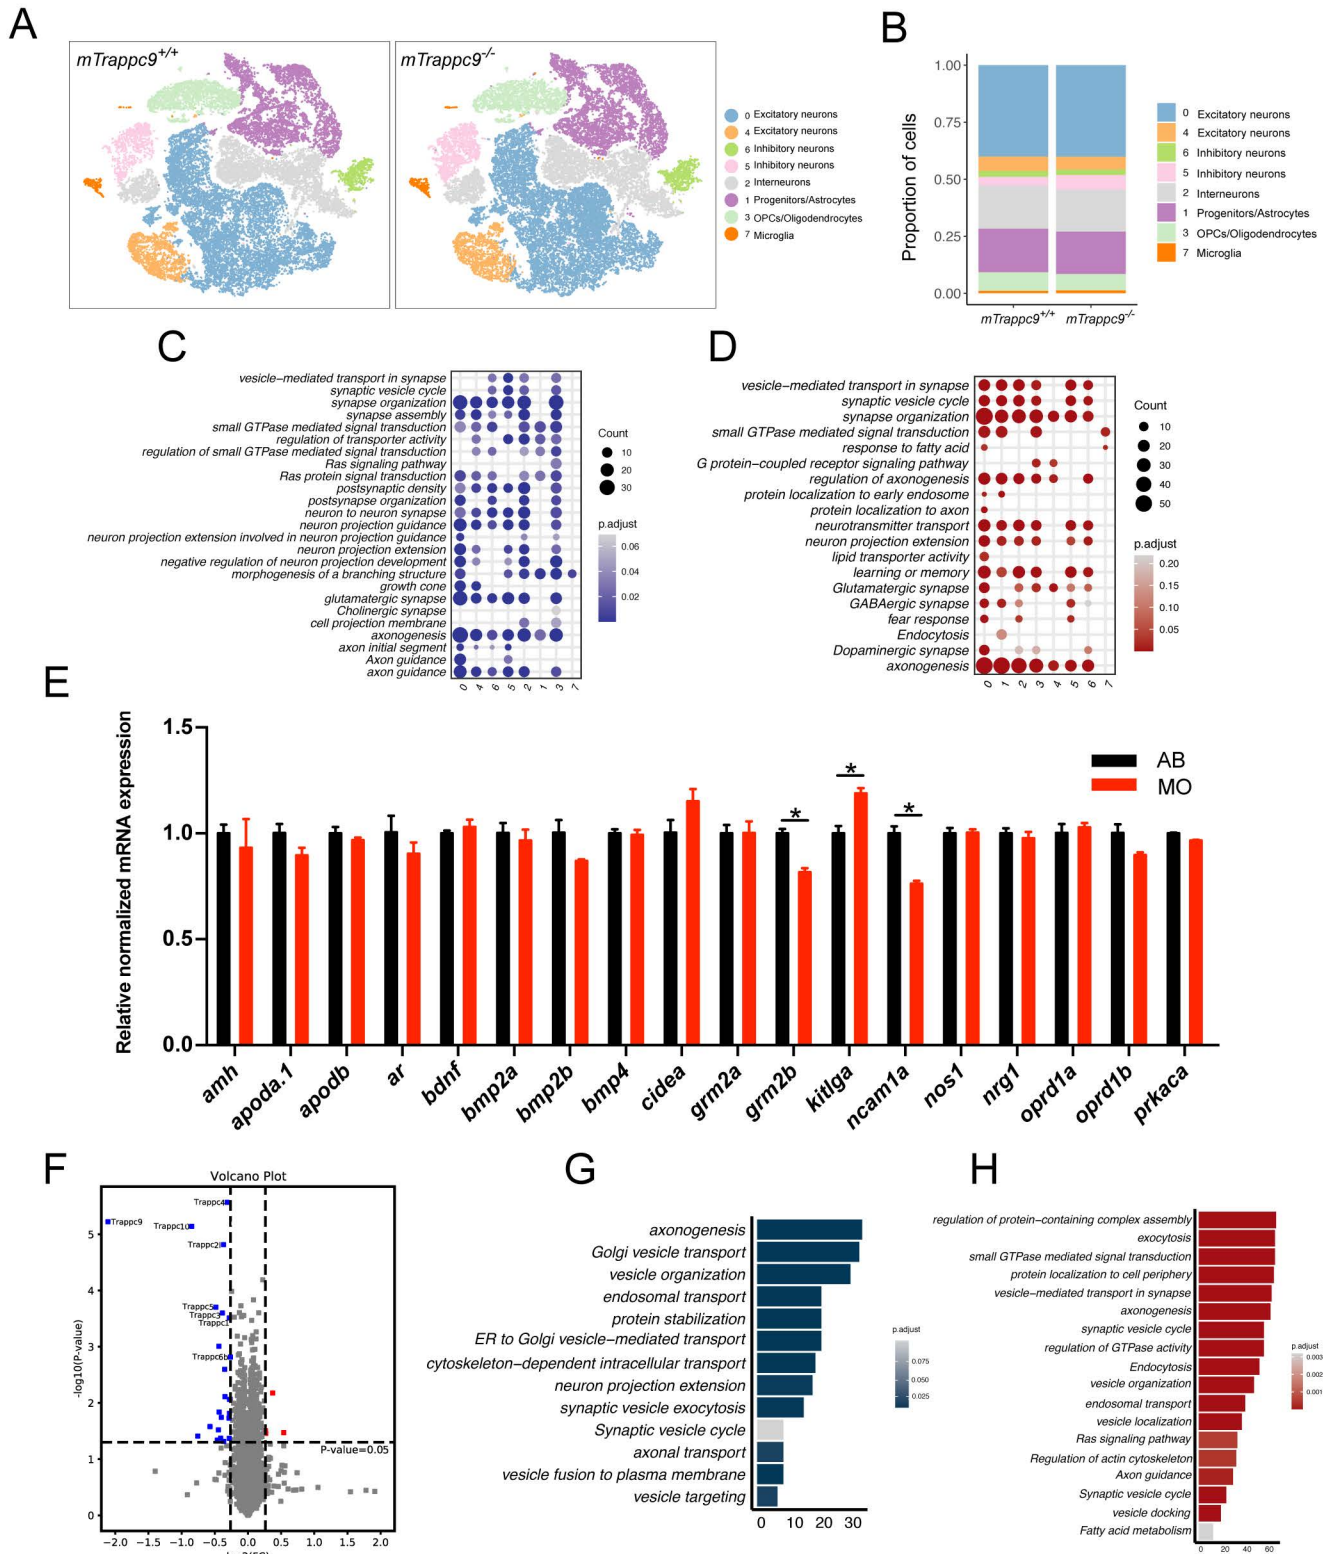 A
mTrappc9+/+
mTrappc9-/-
0 Excitatory neurons
4 Excitatory neurons
6 Inhibitory neurons
5 Inhibitory neurons
2 Interneurons
1 Progenitors/Astrocytes
3 OPCs/Oligodendrocytes
7 Microglia
B
Proportion of cells
1.00
0.75
0.50
0.25
0.00
mTrappc9+/+
mTrappc9-/-
0 Excitatory neurons
4 Excitatory neurons
6 Inhibitory neurons
5 Inhibitory neurons
2 Interneurons
1 Progenitors/Astrocytes
3 OPCs/Oligodendrocytes
7 Microglia
C
vesicle−mediated transport in synapse
synaptic vesicle cycle
synapse organization
synapse assembly
small GTPase mediated signal transduction
regulation of transporter activity
regulation of small GTPase mediated signal transduction
Ras signaling pathway
Ras protein signal transduction
postsynaptic density
postsynapse organization
neuron to neuron synapse
neuron projection guidance
neuron projection extension involved in neuron projection guidance
neuron projection extension
negative regulation of neuron projection development
morphogenesis of a branching structure
growth cone
glutamatergic synapse
Cholinergic synapse
cell projection membrane
axonogenesis
axon initial segment
Axon guidance
axon guidance
0 4 6 5 2 1 3 7
Count
10
20
30
p.adjust
0.06
0.04
0.02
D
vesicle−mediated transport in synapse
synaptic vesicle cycle
synapse organization
small GTPase mediated signal transduction
response to fatty acid
G protein−coupled receptor signaling pathway
regulation of axonogenesis
protein localization to early endosome
protein localization to axon
neurotransmitter transport
neuron projection extension
lipid transporter activity
learning or memory
Glutamatergic synapse
GABAergic synapse
fear response
Endocytosis
Dopaminergic synapse
axonogenesis
0 1 2 3 4 5 6 7
Count
10
20
30
40
50
p.adjust
0.20
0.15
0.10
0.05
E
Relative normalized mRNA expression
1.5
1.0
0.5
0.0
* * *
AB
MO
amh apoda.1 apodb ar bdnf bmp2a bmp2b bmp4 cidea grm2a grm2b kitlga ncam1a nos1 nrg1 oprd1a oprd1b prkaca
F
Volcano Plot
-log10(P-value)
5
4
3
2
1
0
Trappc4
Trappc9
Trappc10
Trappc2l
Trappc5
Trappc3
Trappc1
Trappc6b
P-value=0.05
−2.0 −1.5 −1.0 −0.5 0.0 0.5 1.0 1.5 2.0
G
axonogenesis
Golgi vesicle transport
vesicle organization
endosomal transport
protein stabilization
ER to Golgi vesicle−mediated transport
cytoskeleton−dependent intracellular transport
neuron projection extension
synaptic vesicle exocytosis
Synaptic vesicle cycle
axonal transport
vesicle fusion to plasma membrane
vesicle targeting
0 10 20 30
p.adjust
0.075
0.050
0.025
H
regulation of protein−containing complex assembly
exocytosis
small GTPase mediated signal transduction
protein localization to cell periphery
vesicle−mediated transport in synapse
axonogenesis
synaptic vesicle cycle
regulation of GTPase activity
Endocytosis
vesicle organization
endosomal transport
vesicle localization
Ras signaling pathway
Regulation of actin cytoskeleton
Axon guidance
Synaptic vesicle cycle
vesicle docking
Fatty acid metabolism
0 20 40 60
p.adjust
0.003
0.002
0.001